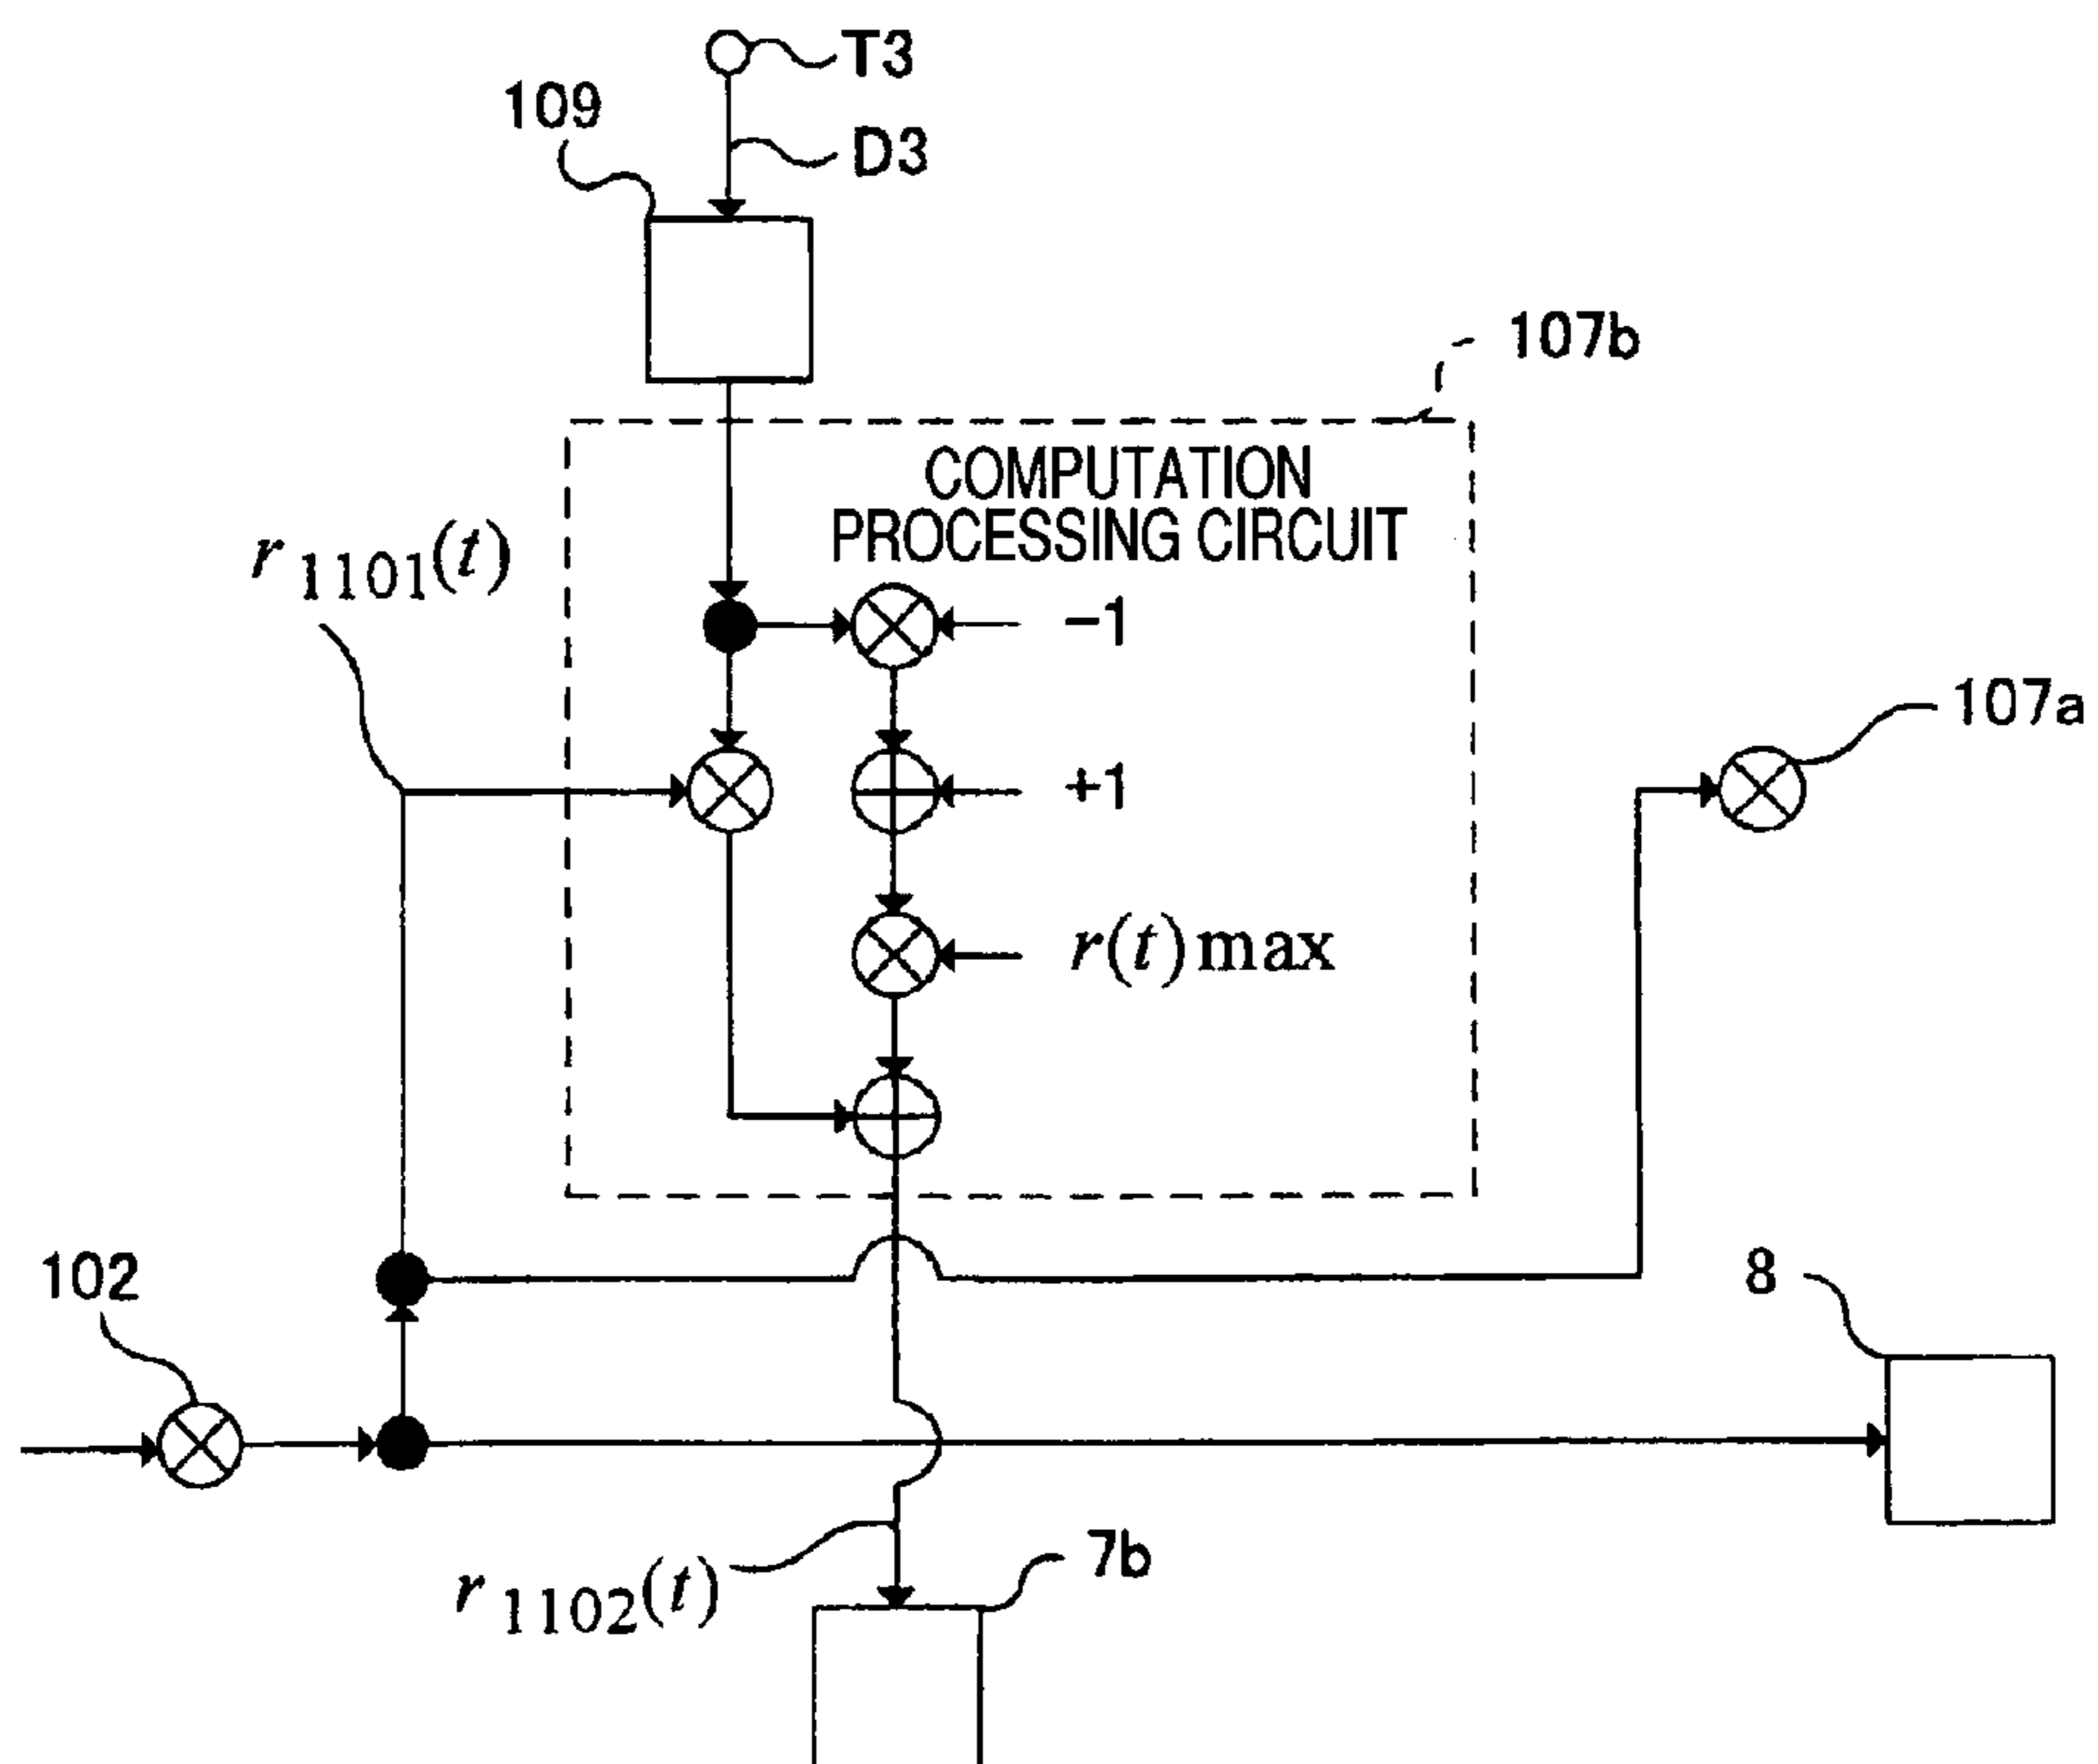 T3
109
D3
107b
COMPUTATION
PROCESSING CIRCUIT
r1101(t)
−1
107a
+1
r(t)max
102
8
7b
r1102(t)